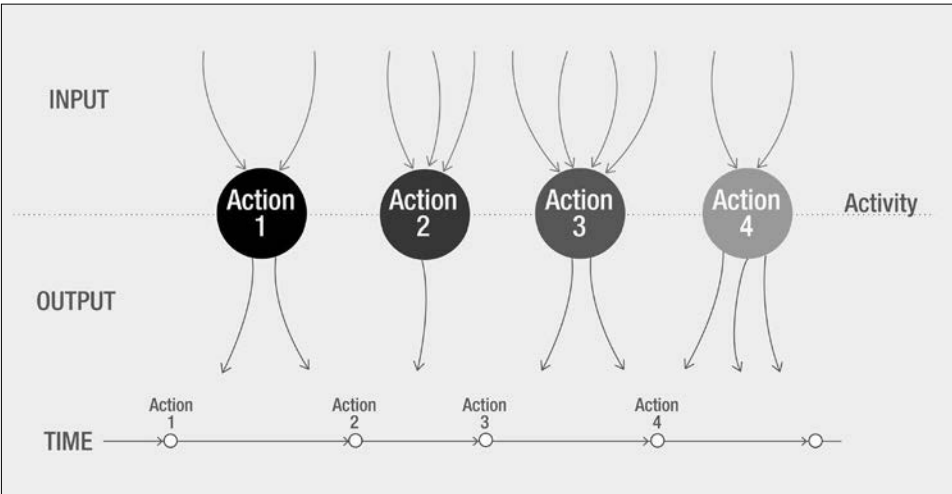 INPUT
Action
1
Action
2
Action
3
Action
4
Activity
OUTPUT
Action
1
Action
2
Action
3
Action
4
TIME